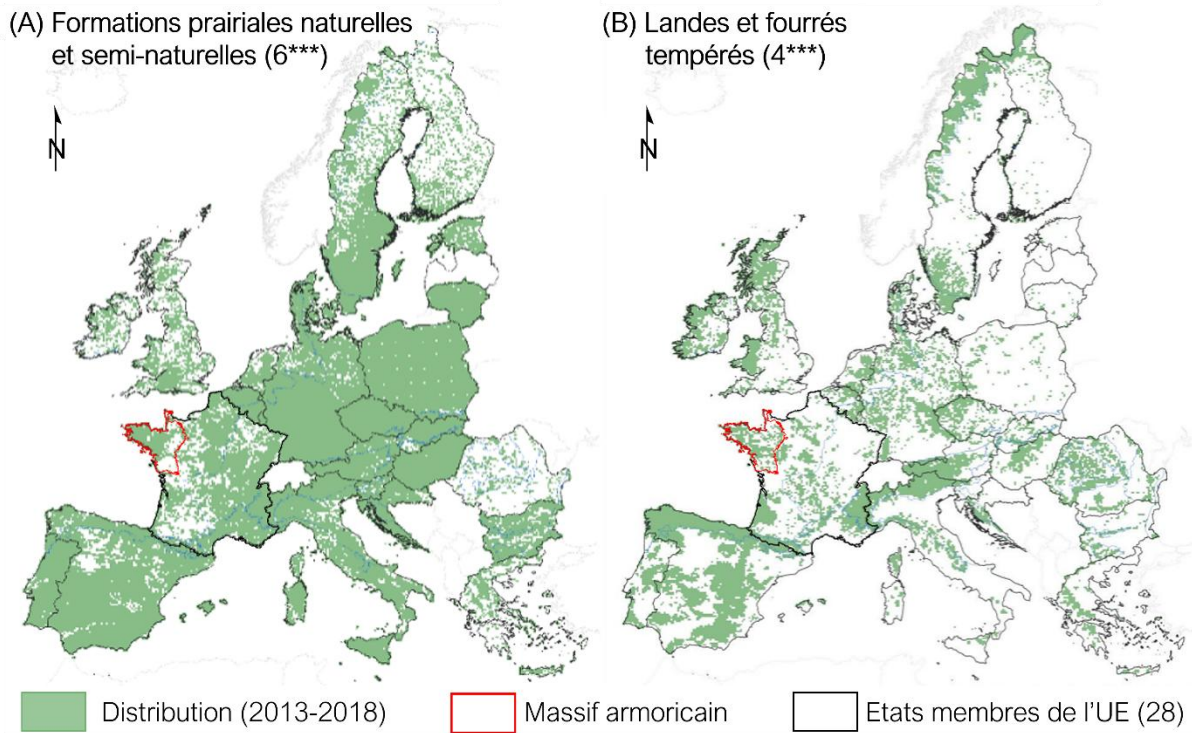 (A) Formations prairiales naturelles
et semi-naturelles (6***)
(B) Landes et fourrés
tempérés (4***)
N
N
Distribution (2013-2018)
Massif armoricain
Etats membres de l'UE (28)